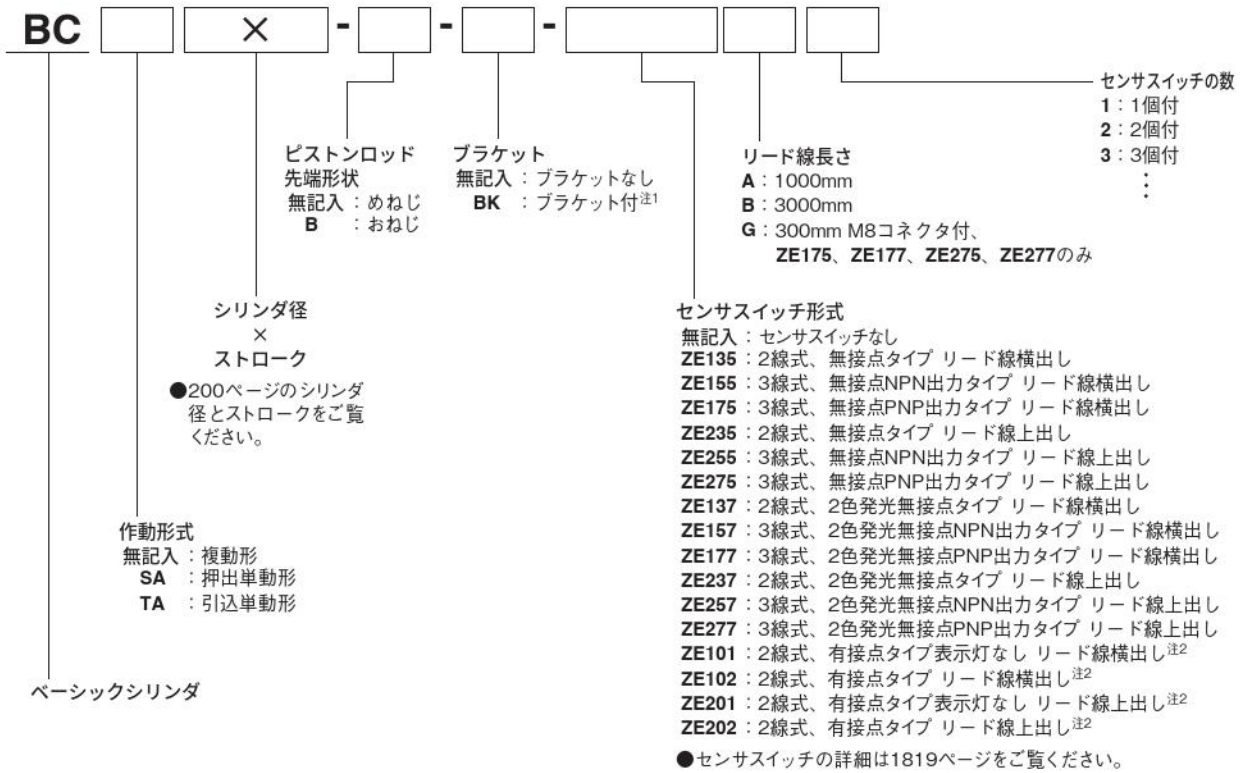 BC × - - -
センサスイッチの数
1：1個付
2：2個付
3：3個付
⋮
リード線長さ
A：1000mm
B：3000mm
G：300mm M8コネクタ付、
ZE175、ZE177、ZE275、ZE277のみ
ブラケット
無記入：ブラケットなし
BK ：ブラケット付注1
ピストンロッド
先端形状
無記入：めねじ
B ：おねじ
シリンダ径
×
ストローク
●200ページのシリンダ
径とストロークをご覧
ください。
センサスイッチ形式
無記入：センサスイッチなし
ZE135：2線式、無接点タイプ リード線横出し
ZE155：3線式、無接点NPN出力タイプ リード線横出し
ZE175：3線式、無接点PNP出力タイプ リード線横出し
ZE235：2線式、無接点タイプ リード線上出し
ZE255：3線式、無接点NPN出力タイプ リード線上出し
ZE275：3線式、無接点PNP出力タイプ リード線上出し
ZE137：2線式、2色発光無接点タイプ リード線横出し
ZE157：3線式、2色発光無接点NPN出力タイプ リード線横出し
ZE177：3線式、2色発光無接点PNP出力タイプ リード線横出し
ZE237：2線式、2色発光無接点タイプ リード線上出し
ZE257：3線式、2色発光無接点NPN出力タイプ リード線上出し
ZE277：3線式、2色発光無接点PNP出力タイプ リード線上出し
ZE101：2線式、有接点タイプ表示灯なし リード線横出し注2
ZE102：2線式、有接点タイプ リード線横出し注2
ZE201：2線式、有接点タイプ表示灯なし リード線上出し注2
ZE202：2線式、有接点タイプ リード線上出し注2
●センサスイッチの詳細は1819ページをご覧ください。
作動形式
無記入：複動形
SA ：押出単動形
TA ：引込単動形
ベーシックシリンダ